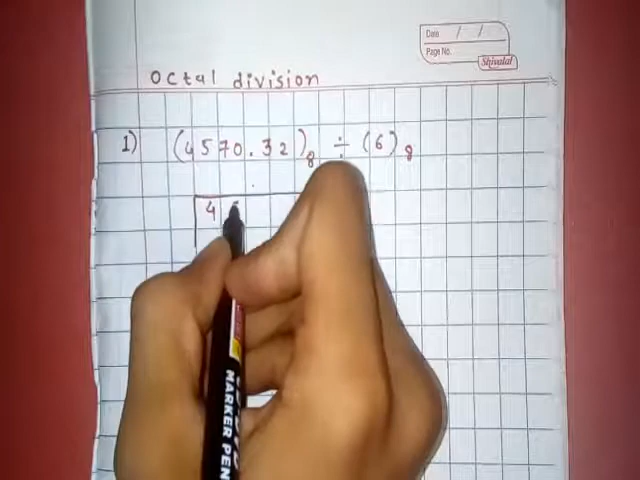 Date / /
Page No.
Shivalal
Octal division
1) (4570.32)8 ÷ (6)8
4
MARKER PEN